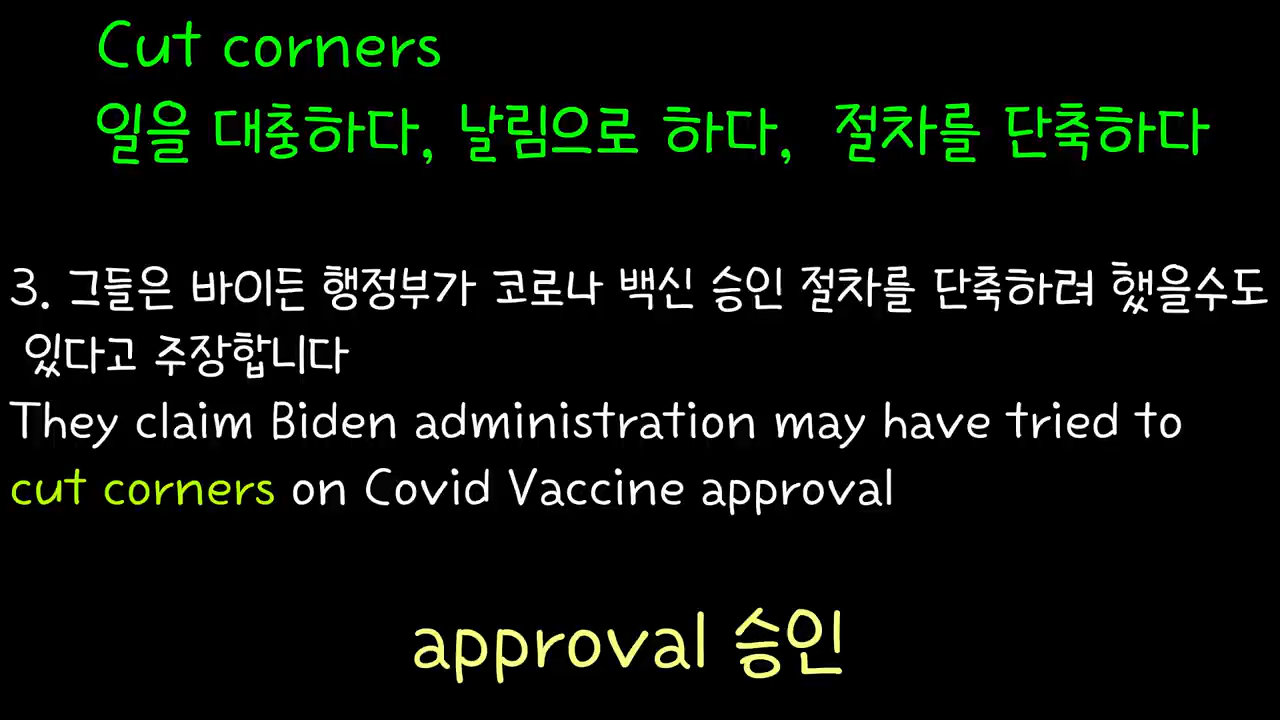 Cut corners
일을 대충하다, 날림으로 하다, 절차를 단축하다
3. 그들은 바이든 행정부가 코로나 백신 승인 절차를 단축하려 했을수도
있다고 주장합니다
They claim Biden administration may have tried to
cut corners on Covid Vaccine approval
approval 승인